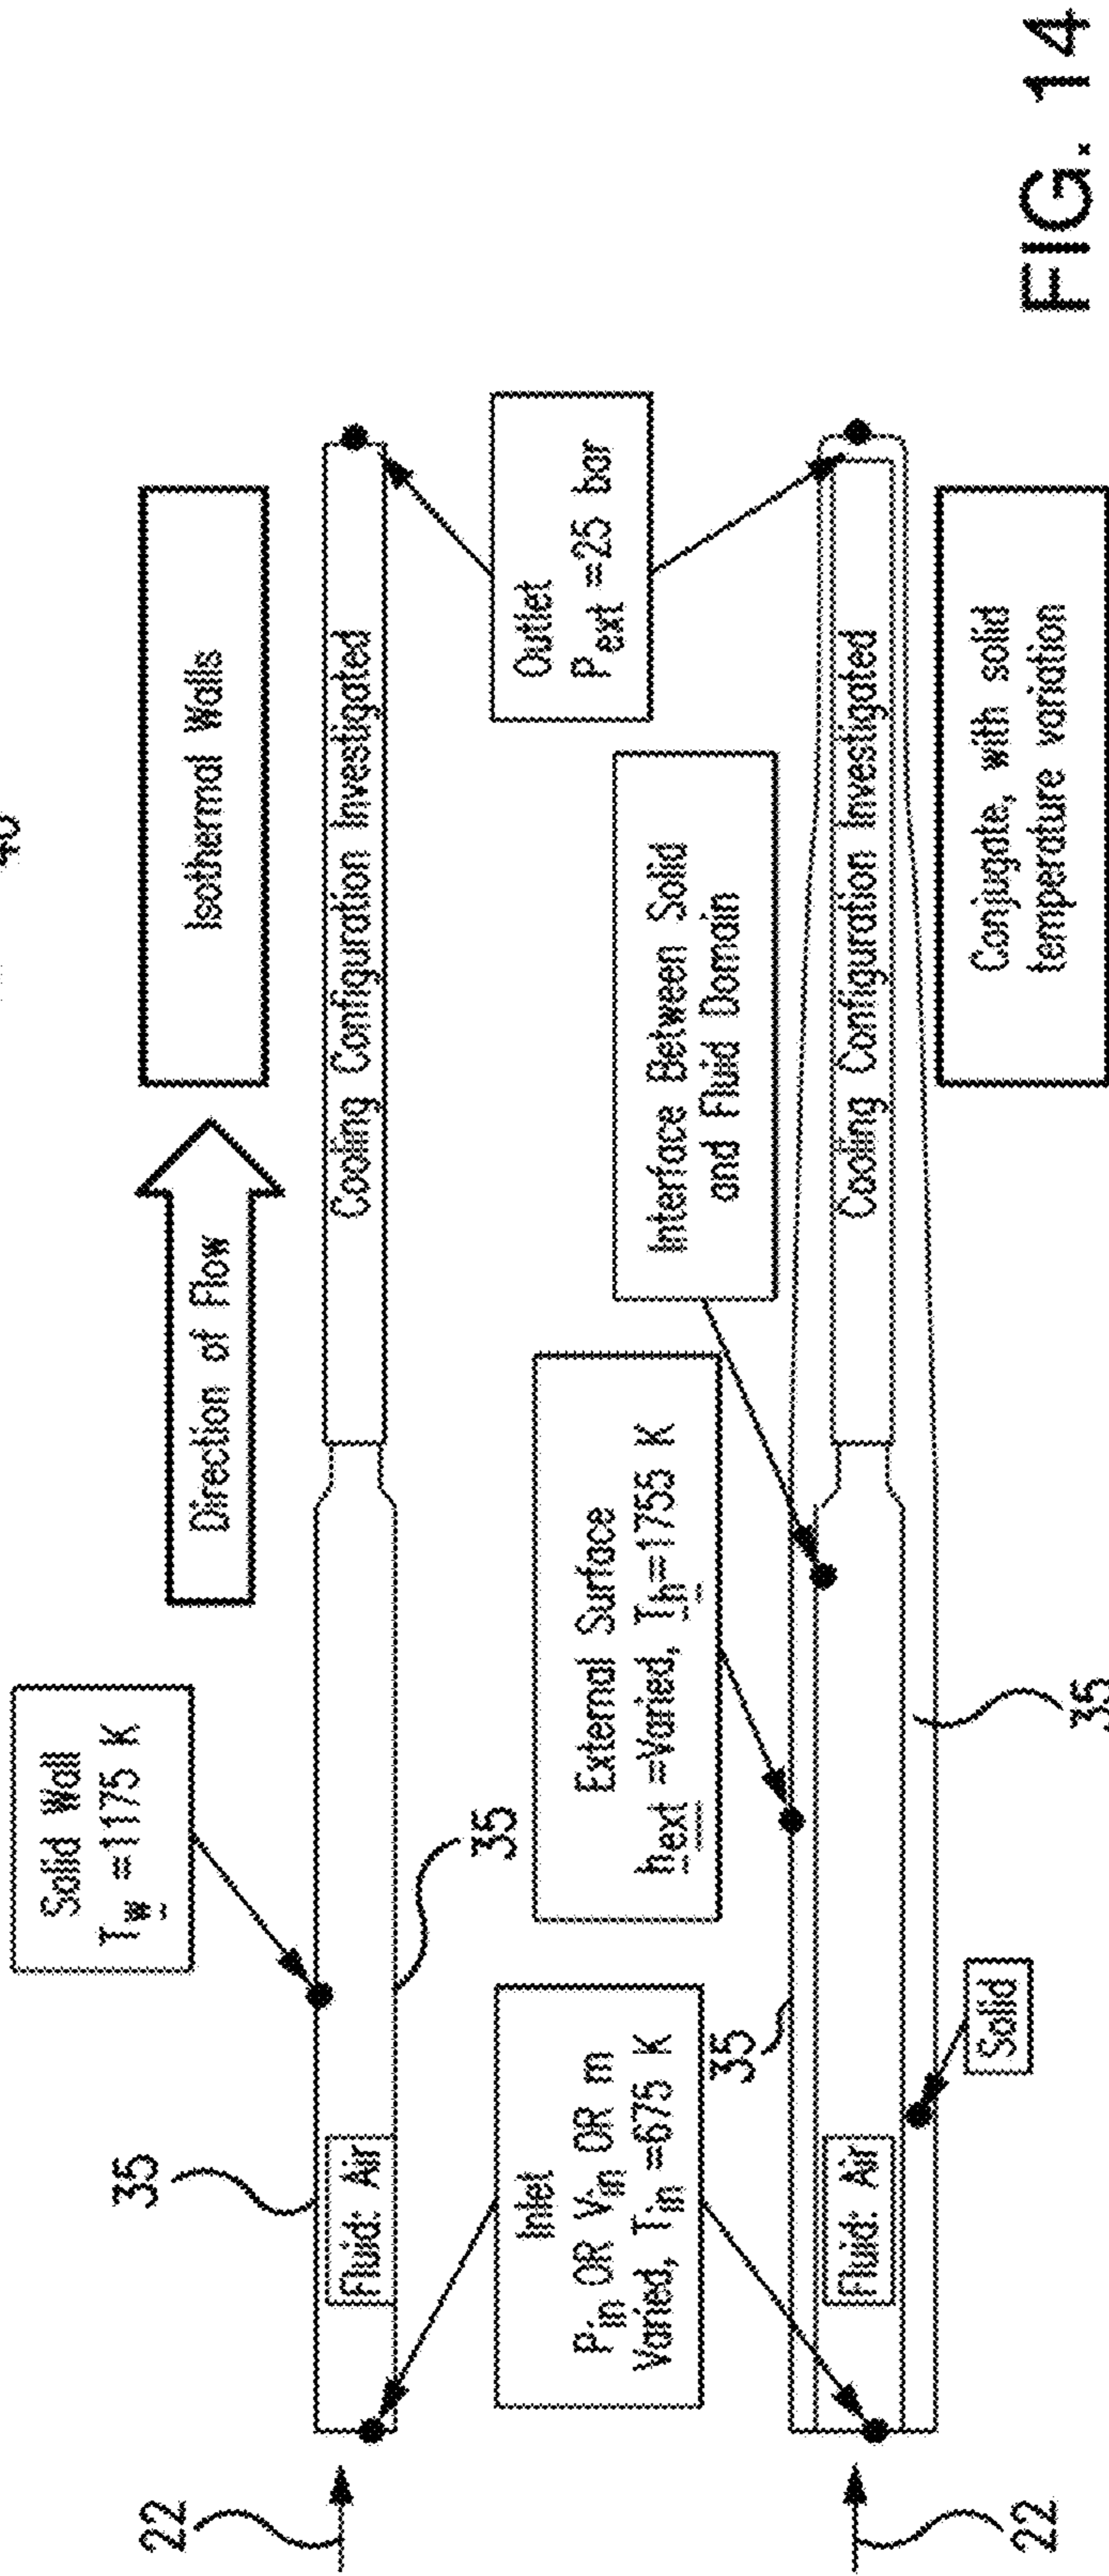 Isothermal Walls
Direction of Flow
Solid Wall
T_w =1175 K
35
22
Fluid: Air
Cooling Configuration Investigated
35
Inlet
P_in OR V_in OR m
Varied, T_in =675 K
External Surface
h_ext =Varied, T_h=1755 K
Interface Between Solid
and Fluid Domain
Outlet
P_ext =25 bar
35
22
Fluid: Air
Cooling Configuration Investigated
Solid
35
Conjugate, with solid
temperature variation
FIG. 14